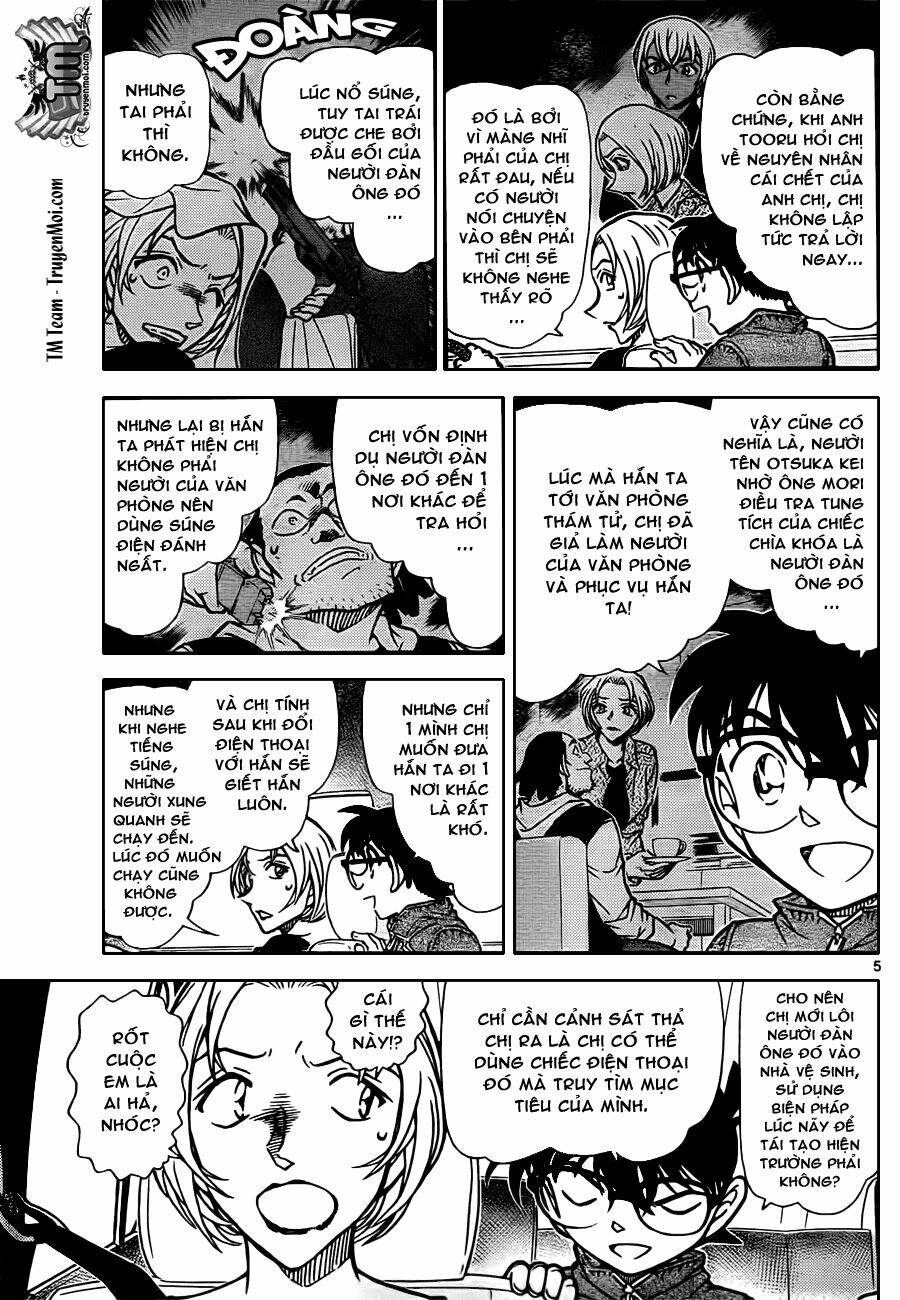 CÒN BẰNG
CHỨNG, KHI ANH
TOORU HỎI CHỊ
VỀ NGUYÊN NHÂN
CÁI CHẾT CỦA
ANH CHỊ, CHỊ
KHÔNG LẬP
TỨC TRẢ LỜI
NGAY...
ĐÓ LÀ BỞI
VÌ MÀNG NHĨ
PHẢI CỦA CHỊ
RẤT ĐAU, NẾU
CÓ NGƯỜI
NÓI CHUYỆN
VÀO BÊN PHẢI
THÌ CHỊ SẼ
KHÔNG NGHE
THẤY RÕ
...
ĐOÀNG
LÚC NỔ SÚNG,
TUY TAI TRÁI
ĐƯỢC CHE BỞI
ĐẦU GỐI CỦA
NGƯỜI ĐÀN
ÔNG ĐÓ
...
NHƯNG
TAI PHẢI
THÌ
KHÔNG.
TM
truyenmoi.com
TM Team - TruyenMoi.com
VẬY CŨNG CÓ
NGHĨA LÀ, NGƯỜI
TÊN OTSUKA KEI
NHỜ ÔNG MORI
ĐIỀU TRA TUNG
TÍCH CỦA CHIẾC
CHÌA KHÓA LÀ
NGƯỜI ĐÀN
ÔNG ĐÓ
...
LÚC MÀ HẮN TA
TỚI VĂN PHÒNG
THÁM TỬ, CHỊ ĐÃ
GIẢ LÀM NGƯỜI
CỦA VĂN PHÒNG
VÀ PHỤC VỤ HẮN
TA!
CHỊ VỐN ĐỊNH
DỤ NGƯỜI ĐÀN
ÔNG ĐÓ ĐẾN 1
NƠI KHÁC ĐỂ
TRA HỎI
...
NHƯNG LẠI BỊ HẮN
TA PHÁT HIỆN CHỊ
KHÔNG PHẢI
NGƯỜI CỦA VĂN
PHÒNG NÊN
DÙNG SÚNG
ĐIỆN ĐÁNH
NGẤT.
NHƯNG CHỈ
1 MÌNH CHỊ
MUỐN ĐƯA
HẮN TA ĐI 1
NƠI KHÁC
LÀ RẤT
KHÓ.
VÀ CHỊ TÍNH
SAU KHI ĐỔI
ĐIỆN THOẠI
VỚI HẮN SẼ
GIẾT HẮN
LUÔN.
NHƯNG
KHI NGHE
TIẾNG
SÚNG,
NHỮNG
NGƯỜI XUNG
QUANH SẼ
CHẠY ĐẾN.
LÚC ĐÓ MUỐN
CHẠY CŨNG
KHÔNG
ĐƯỢC.
5
CHO NÊN
CHỊ MỚI LÔI
NGƯỜI ĐÀN
ÔNG ĐÓ VÀO
NHÀ VỆ SINH,
SỬ DỤNG
BIỆN PHÁP
LÚC NÃY ĐỂ
TÁI TẠO HIỆN
TRƯỜNG PHẢI
KHÔNG?
CHỈ CẦN CẢNH SÁT THẢ
CHỊ RA LÀ CHỊ CÓ THỂ
DÙNG CHIẾC ĐIỆN THOẠI
ĐÓ MÀ TRUY TÌM MỤC
TIÊU CỦA MÌNH.
CÁI
GÌ THẾ
NÀY!?
RỐT
CUỘC
EM LÀ
AI HẢ,
NHÓC?